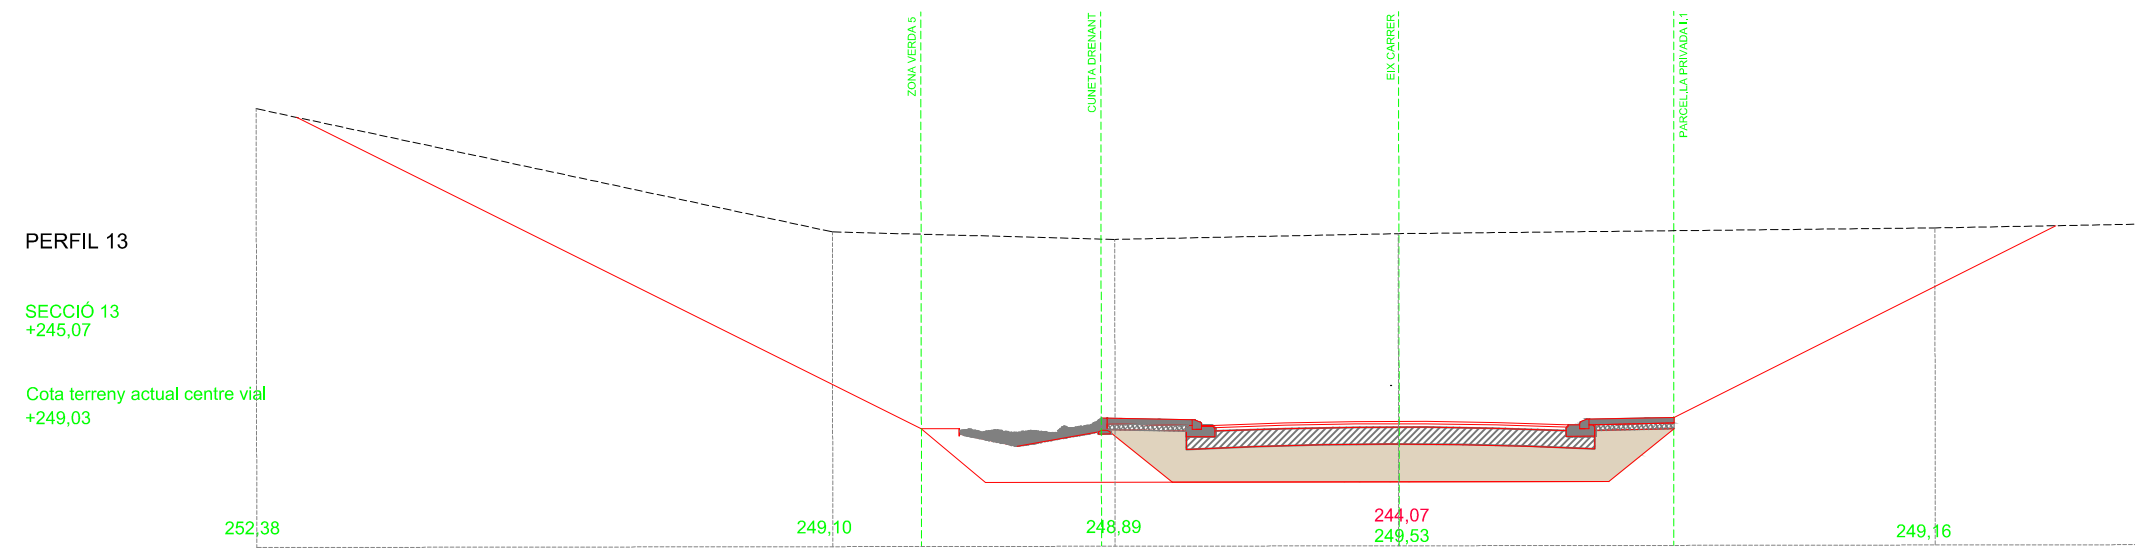 ZONA VERDA 5
CUNETA DRENANT
EIX CARRER
PARCEL.LA PRIVADA I.1
PERFIL 13
SECCIÓ 13
+245,07
Cota terreny actual centre vial
+249,03
252,38
249,10
248,89
244,07
249,53
249,16